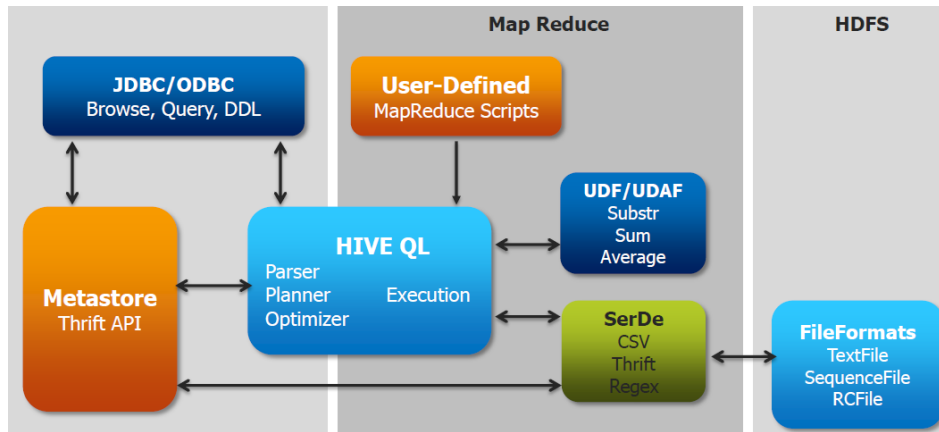 Map Reduce
HDFS
JDBC/ODBC
Browse, Query, DDL
User-Defined
MapReduce Scripts
UDF/UDAF
Substr
Sum
Average
HIVE QL
Parser
Planner
Execution
Optimizer
Metastore
Thrift API
SerDe
CSV
Thrift
Regex
FileFormats
TextFile
SequenceFile
RCFile